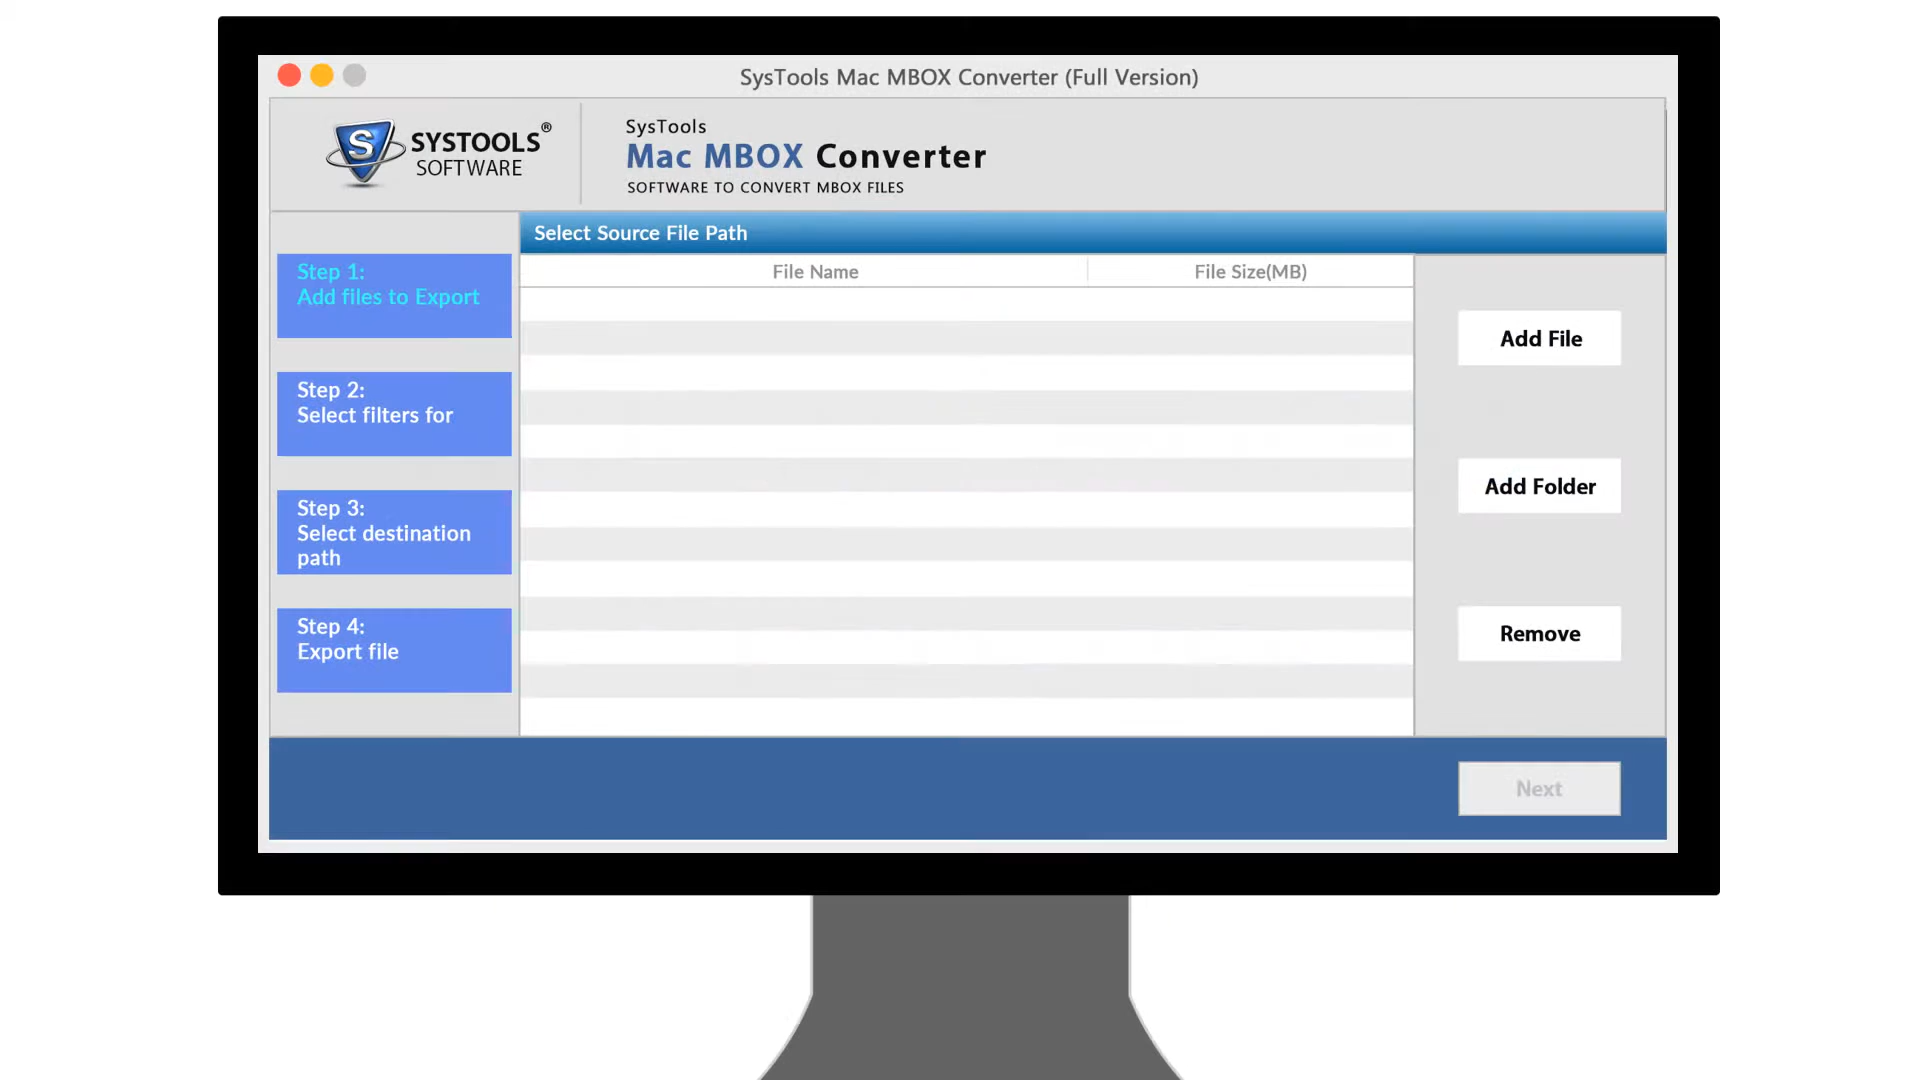 SysTools Mac MBOX Converter (Full Version)
S
SYSTOOLS®
SOFTWARE
SysTools
Mac MBOX Converter
SOFTWARE TO CONVERT MBOX FILES
Select Source File Path
Step 1:
Add files to Export
Step 2:
Select filters for
Step 3:
Select destination
path
Step 4:
Export file
File Name
File Size(MB)
Add File
Add Folder
Remove
Next